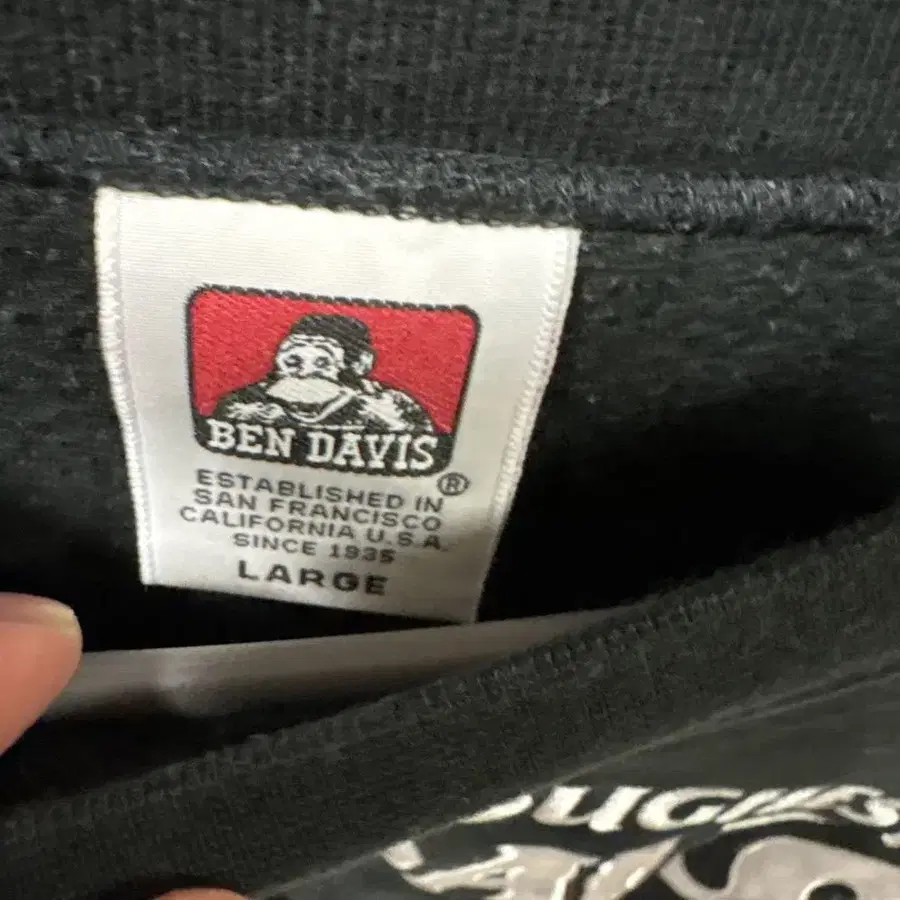 BEN DAVIS®
ESTABLISHED IN
SAN FRANCISCO
CALIFORNIA U.S.A.
SINCE 1935
LARGE